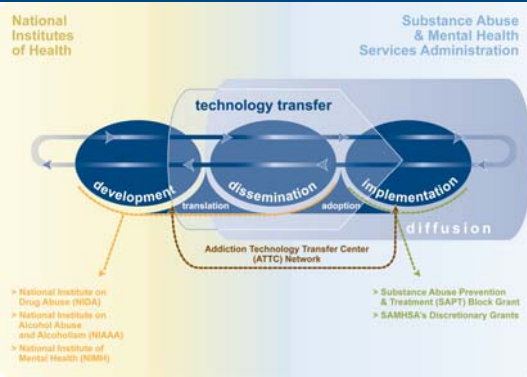 National
Institutes
of Health
Substance Abuse
& Mental Health
Services Administration
technology transfer
development
dissemination
implementation
translation
adoption
diffusion
Addiction Technology Transfer Center
(ATTC) Network
> National Institute on
Drug Abuse (NIDA)
> National Institute on
Alcohol Abuse
and Alcoholism (NIAAA)
> National Institute of
Mental Health (NIMH)
> Substance Abuse Prevention
& Treatment (SAPT) Block Grant
> SAMHSA's Discretionary Grants